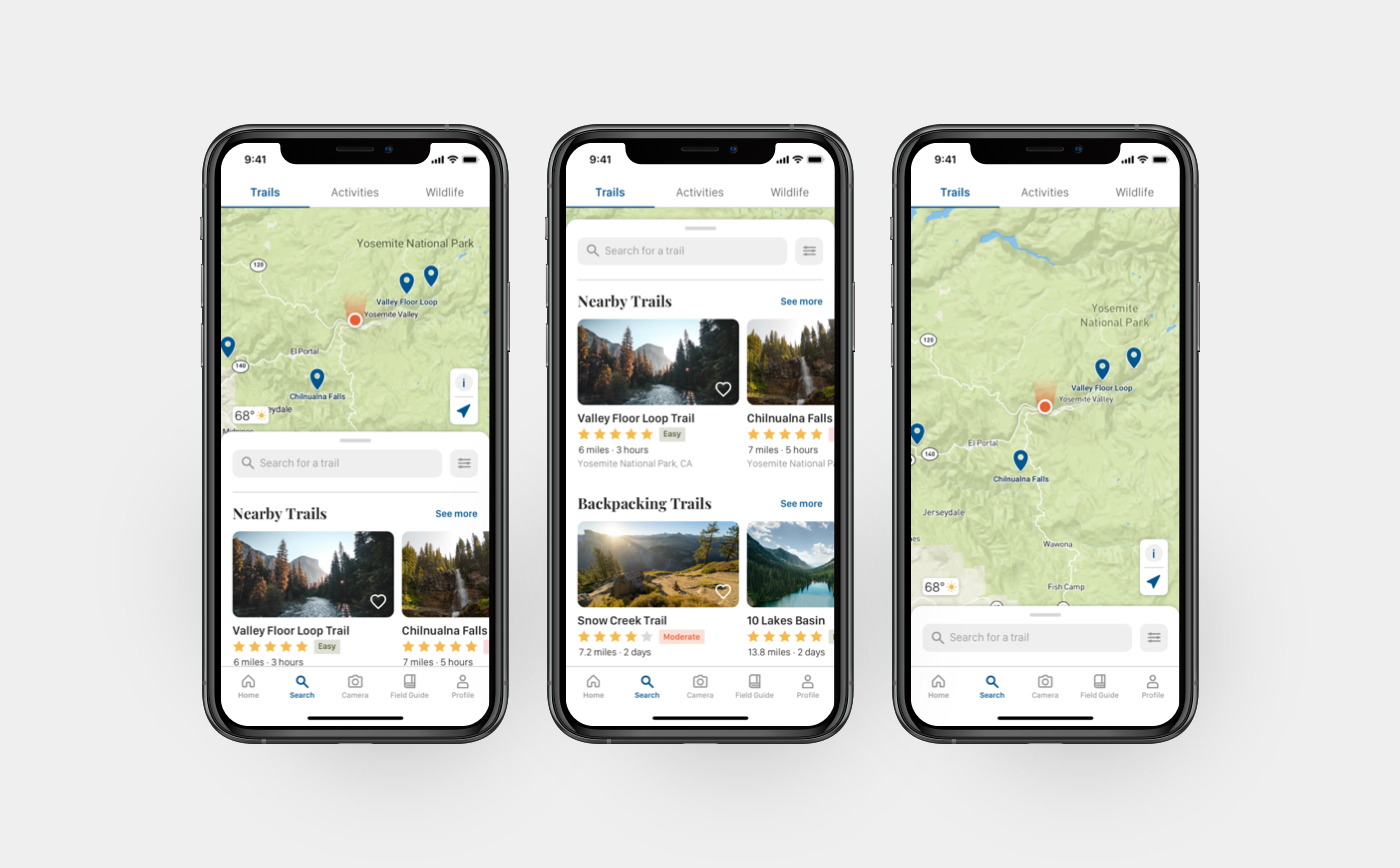 9:41
Trails Activities Wildlife
Yosemite National Park
120
Valley Floor Loop
Yosemite Valley
El Portal
140
Chilnualna Falls
eydale
68°
i
Search for a trail
Nearby Trails See more
Valley Floor Loop Trail Chilnualna Falls
Easy
6 miles · 3 hours 7 miles · 5 hours
Home Search Camera Field Guide Profile
9:41
Trails Activities Wildlife
Search for a trail
Nearby Trails See more
Valley Floor Loop Trail Chilnualna Falls
Easy
6 miles · 3 hours 7 miles · 5 hours
Yosemite National Park, CA Yosemite National P
Backpacking Trails See more
Snow Creek Trail 10 Lakes Basin
Moderate
7.2 miles · 2 days 13.8 miles · 2 days
Home Search Camera Field Guide Profile
9:41
Trails Activities Wildlife
Yosemite
National Park
120
Valley Floor Loop
Yosemite Valley
El Portal
140
Chilnualna Falls
Jerseydale
es
Wawona
i
68°
Fish Camp
Search for a trail
Home Search Camera Field Guide Profile